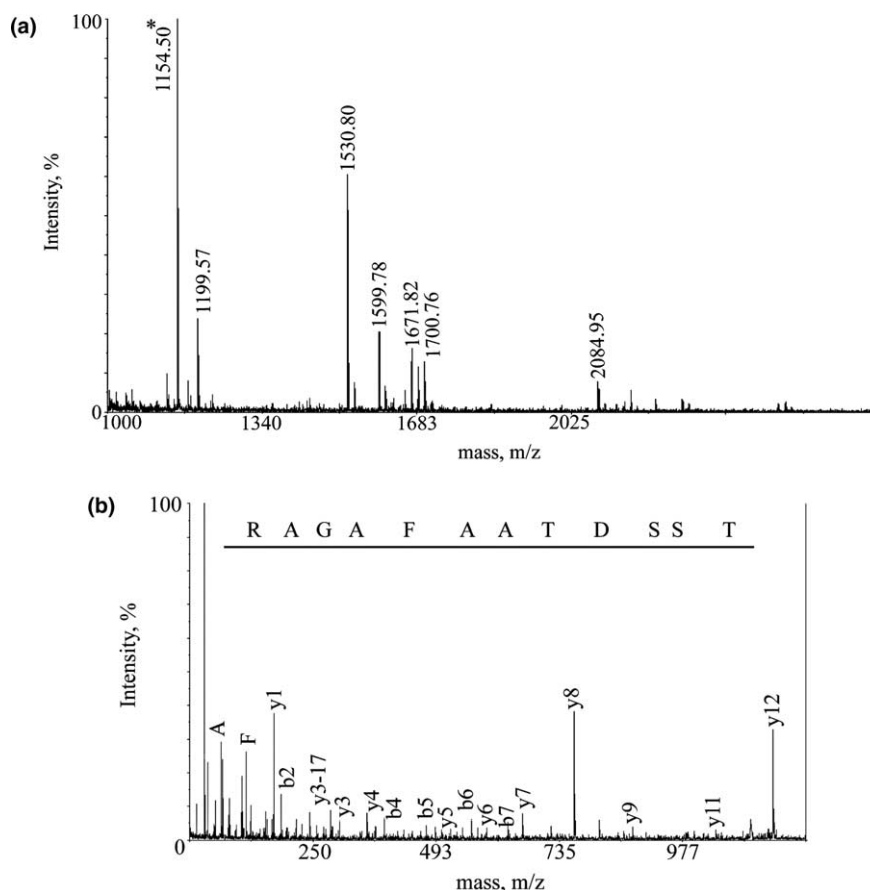 (a)
100
*
1154.50
1530.80
1199.57
1599.78
1671.82
1700.76
2084.95
Intensity, %
0
1000 1340 1683 2025
mass, m/z
(b)
100
R A G A F A A T D S S T
Intensity, %
A F y1 b2 y3-17 y3 y4 b4 b5 y5 b6 y6 b7 y7 y8 y9 y11 y12
0
250 493 735 977
mass, m/z